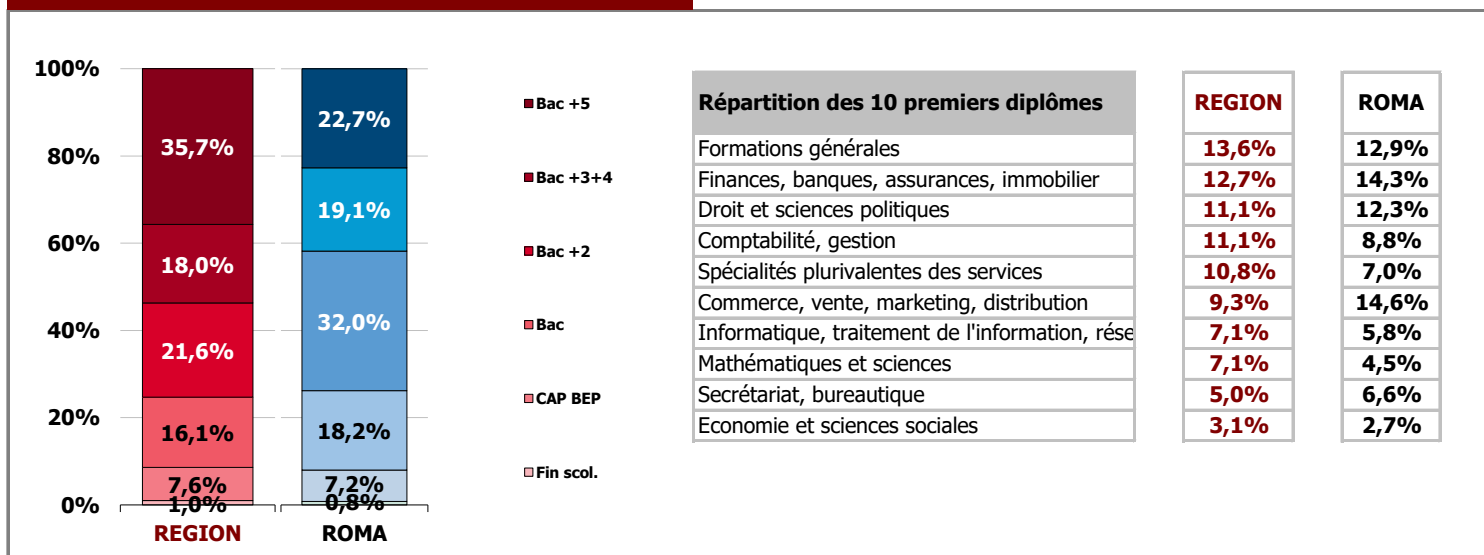 100%
80%
60%
40%
20%
0%
35,7%
18,0%
21,6%
16,1%
7,6%
1,0%
REGION
22,7%
19,1%
32,0%
18,2%
7,2%
0,8%
ROMA
Bac +5
Bac +3+4
Bac +2
Bac
CAP BEP
Fin scol.
Répartition des 10 premiers diplômes REGION ROMA
Formations générales 13,6% 12,9%
Finances, banques, assurances, immobilier 12,7% 14,3%
Droit et sciences politiques 11,1% 12,3%
Comptabilité, gestion 11,1% 8,8%
Spécialités plurivalentes des services 10,8% 7,0%
Commerce, vente, marketing, distribution 9,3% 14,6%
Informatique, traitement de l'information, rése 7,1% 5,8%
Mathématiques et sciences 7,1% 4,5%
Secrétariat, bureautique 5,0% 6,6%
Economie et sciences sociales 3,1% 2,7%